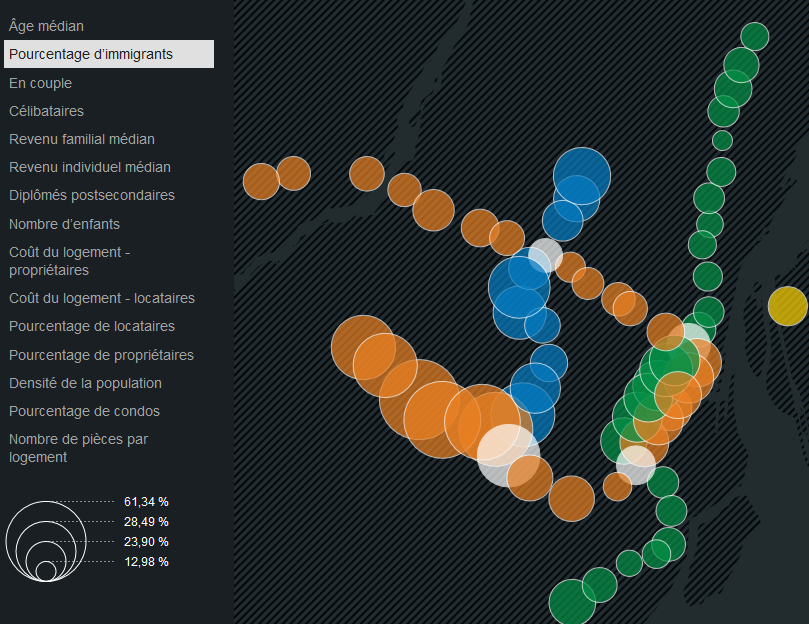 Âge médian
Pourcentage d’immigrants
En couple
Célibataires
Revenu familial médian
Revenu individuel médian
Diplômés postsecondaires
Nombre d’enfants
Coût du logement -
propriétaires
Coût du logement - locataires
Pourcentage de locataires
Pourcentage de propriétaires
Densité de la population
Pourcentage de condos
Nombre de pièces par
logement
61,34 %
28,49 %
23,90 %
12,98 %